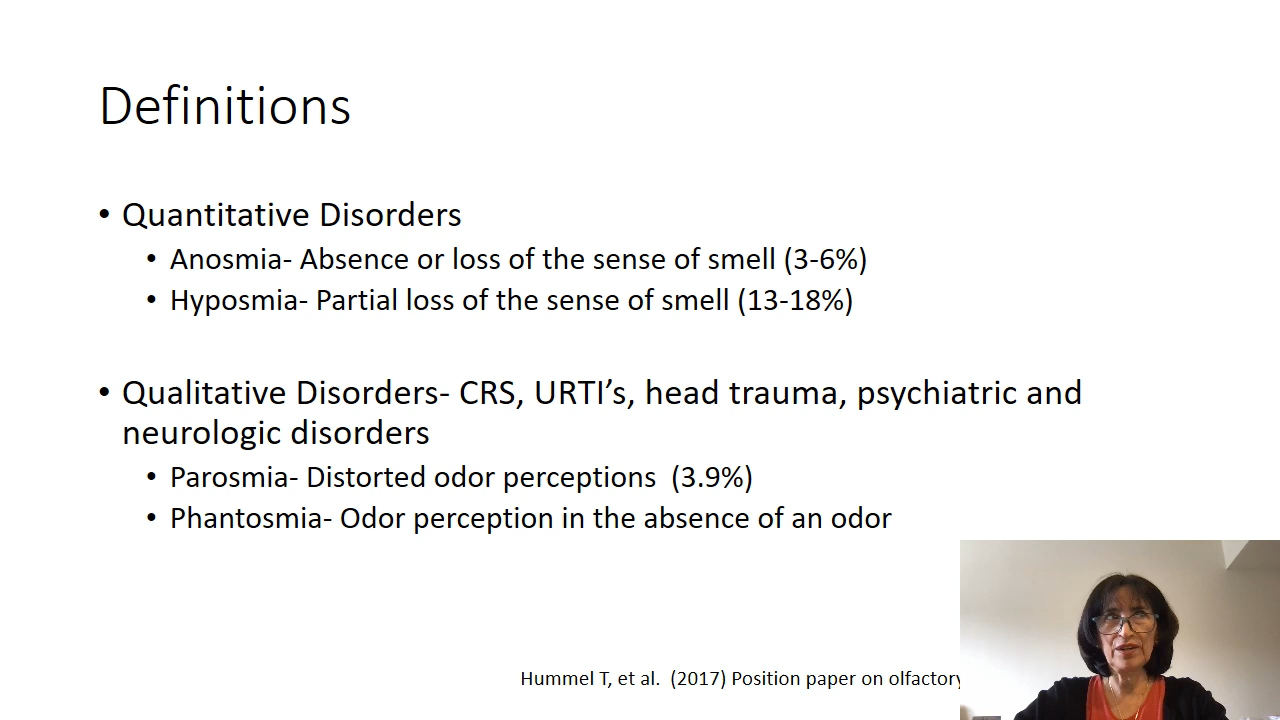 Definitions
• Quantitative Disorders
• Anosmia- Absence or loss of the sense of smell (3-6%)
• Hyposmia- Partial loss of the sense of smell (13-18%)
• Qualitative Disorders- CRS, URTI’s, head trauma, psychiatric and
neurologic disorders
• Parosmia- Distorted odor perceptions (3.9%)
• Phantosmia- Odor perception in the absence of an odor
Hummel T, et al. (2017) Position paper on olfactory